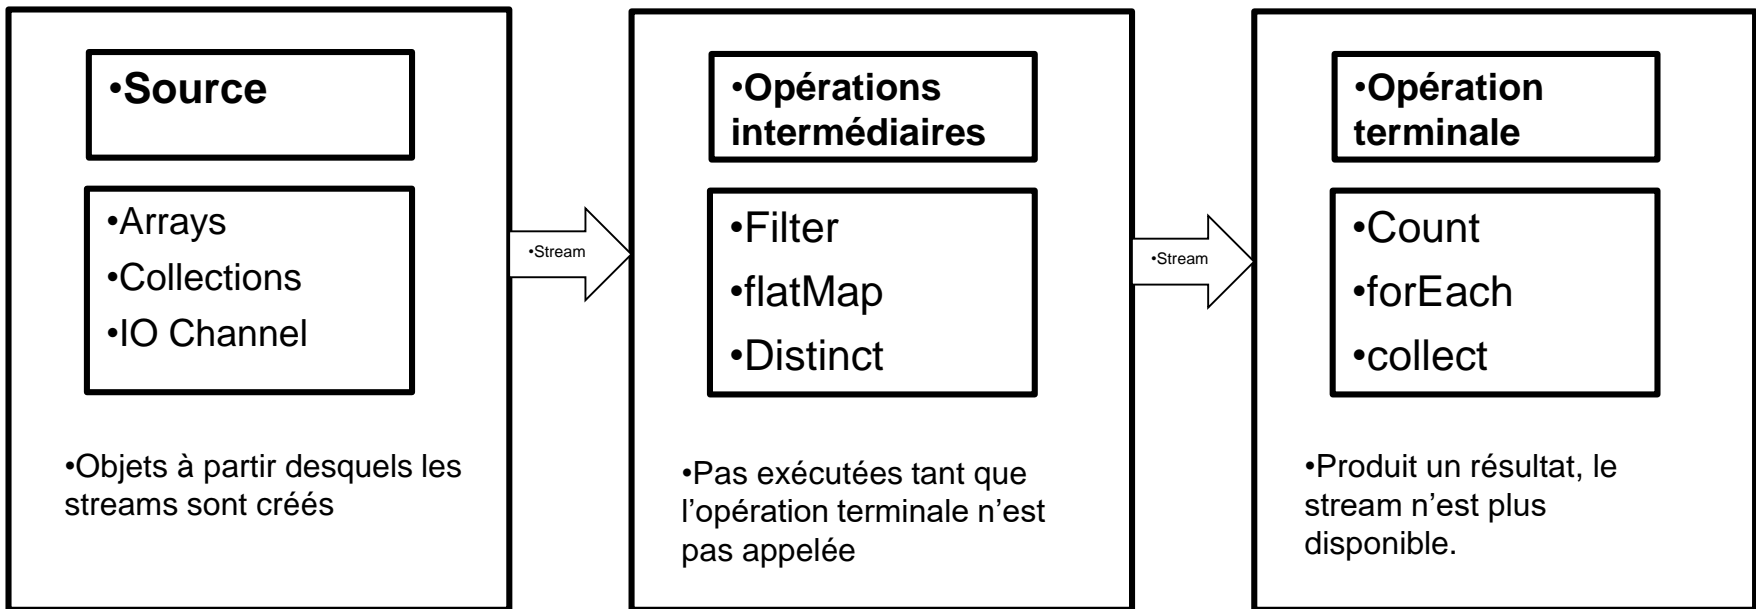 •Source
•Arrays
•Collections
•IO Channel
•Objets à partir desquels les
streams sont créés
•Stream
•Opérations
intermédiaires
•Filter
•flatMap
•Distinct
•Pas exécutées tant que
l’opération terminale n’est
pas appelée
•Stream
•Opération
terminale
•Count
•forEach
•collect
•Produit un résultat, le
stream n’est plus
disponible.